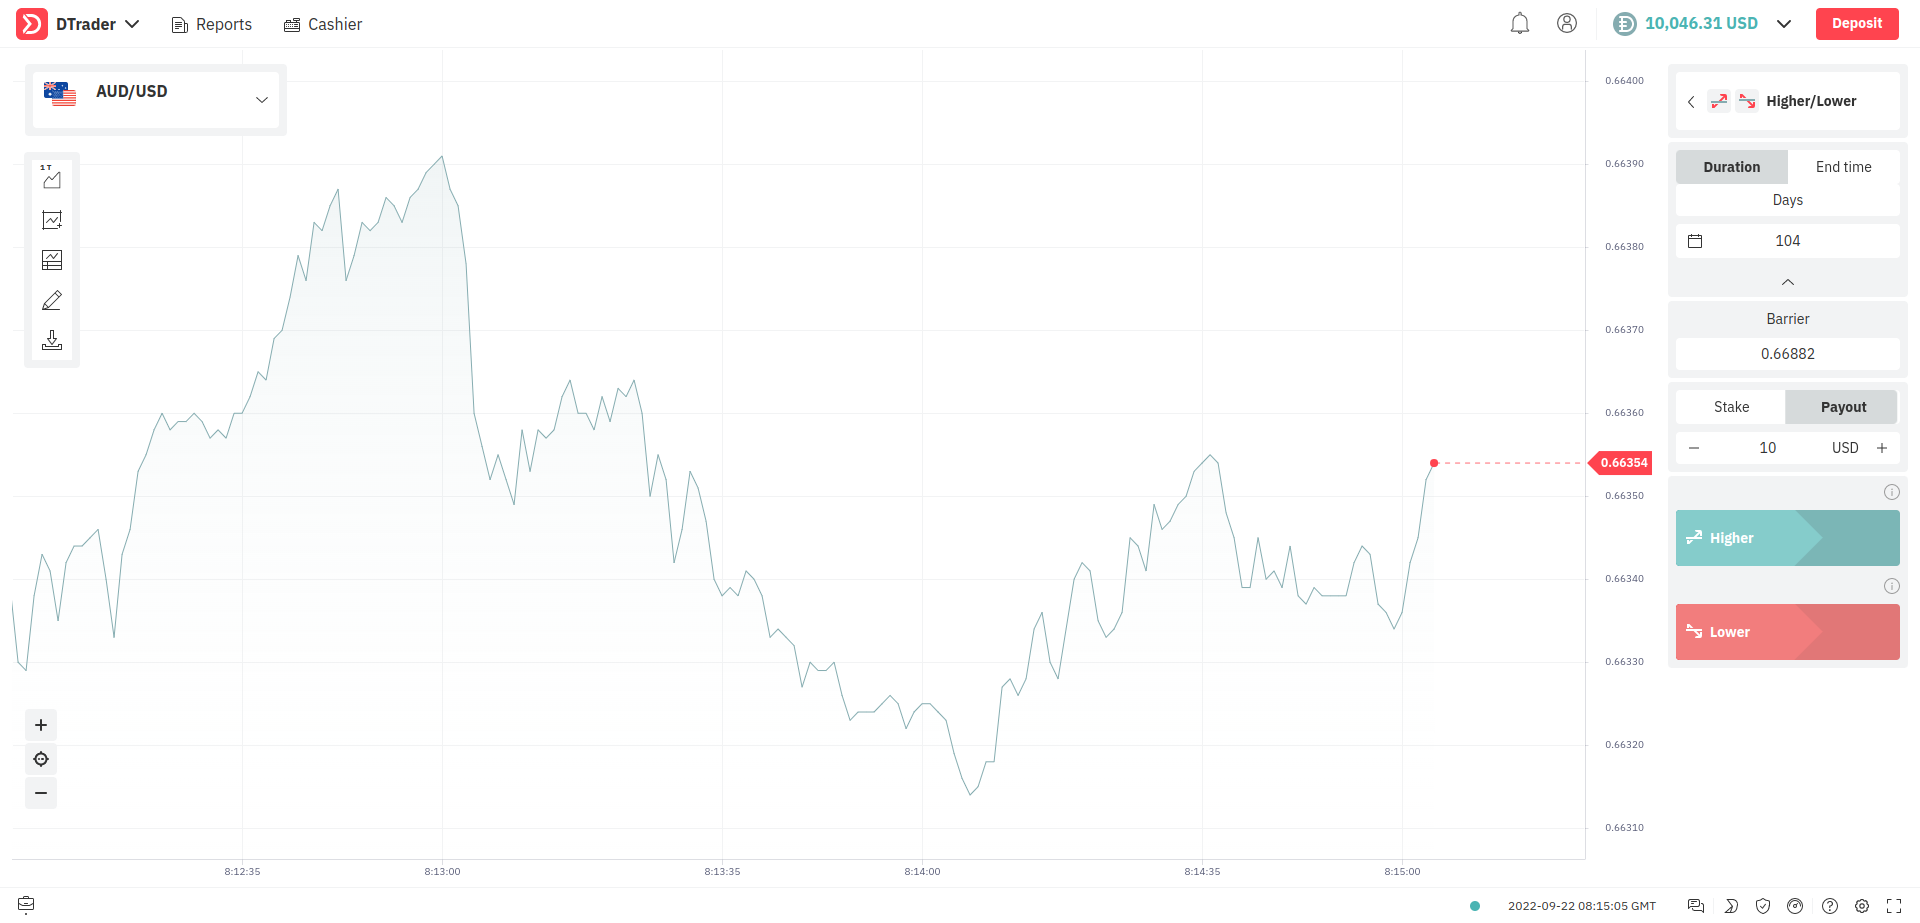 DTrader
Reports
Cashier
10,046.31 USD
Deposit
AUD/USD
1T
0.66400
0.66390
0.66380
0.66370
0.66360
0.66354
0.66350
0.66340
0.66330
0.66320
0.66310
8:12:35
8:13:00
8:13:35
8:14:00
8:14:35
8:15:00
Higher/Lower
Duration
End time
Days
104
Barrier
0.66882
Stake
Payout
10
USD
Higher
Lower
2022-09-22 08:15:05 GMT